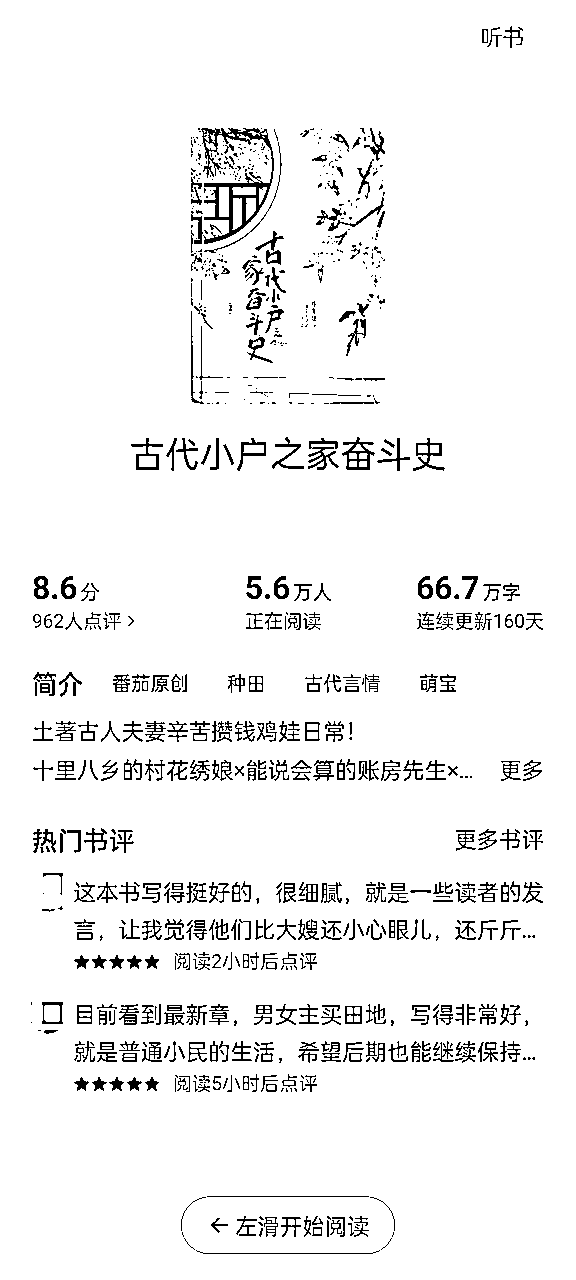 听书
古代小户
家奋斗史
古代小户之家奋斗史
8.6分
5.6万人
66.7万字
962人点评 >
正在阅读
连续更新160天
简介 番茄原创 种田 古代言情 萌宝
土著古人夫妻辛苦攒钱鸡娃日常！
十里八乡的村花绣娘×能说会算的账房先生×... 更多
热门书评 更多书评
这本书写得挺好的，很细腻，就是一些读者的发
言，让我觉得他们比大嫂还小心眼儿，还斤斤...
★★★★★ 阅读2小时后点评
目前看到最新章，男女主买田地，写得非常好，
就是普通小民的生活，希望后期也能继续保持...
★★★★★ 阅读5小时后点评
← 左滑开始阅读